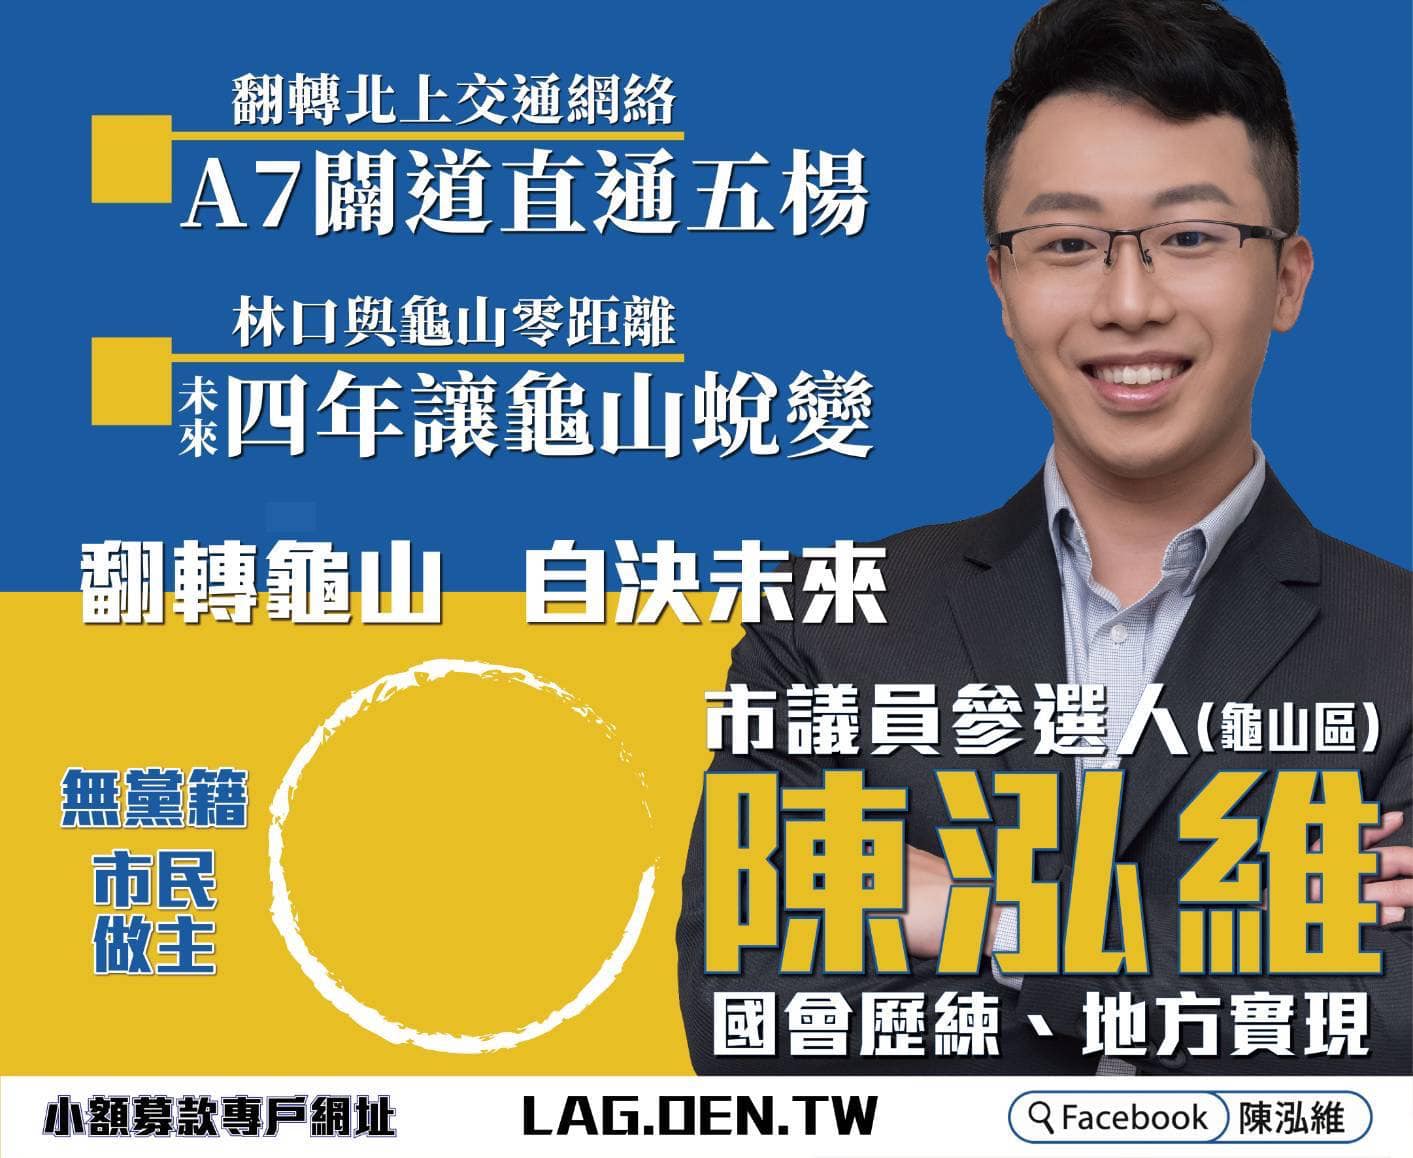 翻轉北上交通網絡
A7闢道直通五楊
林口與龜山零距離
未來四年讓龜山蛻變
翻轉龜山 自決未來
市議員參選人(龜山區)
陳泓維
國會歷練、地方實現
無黨籍
市民
做主
小額募款專戶網址 LAG.OEN.TW Facebook 陳泓維